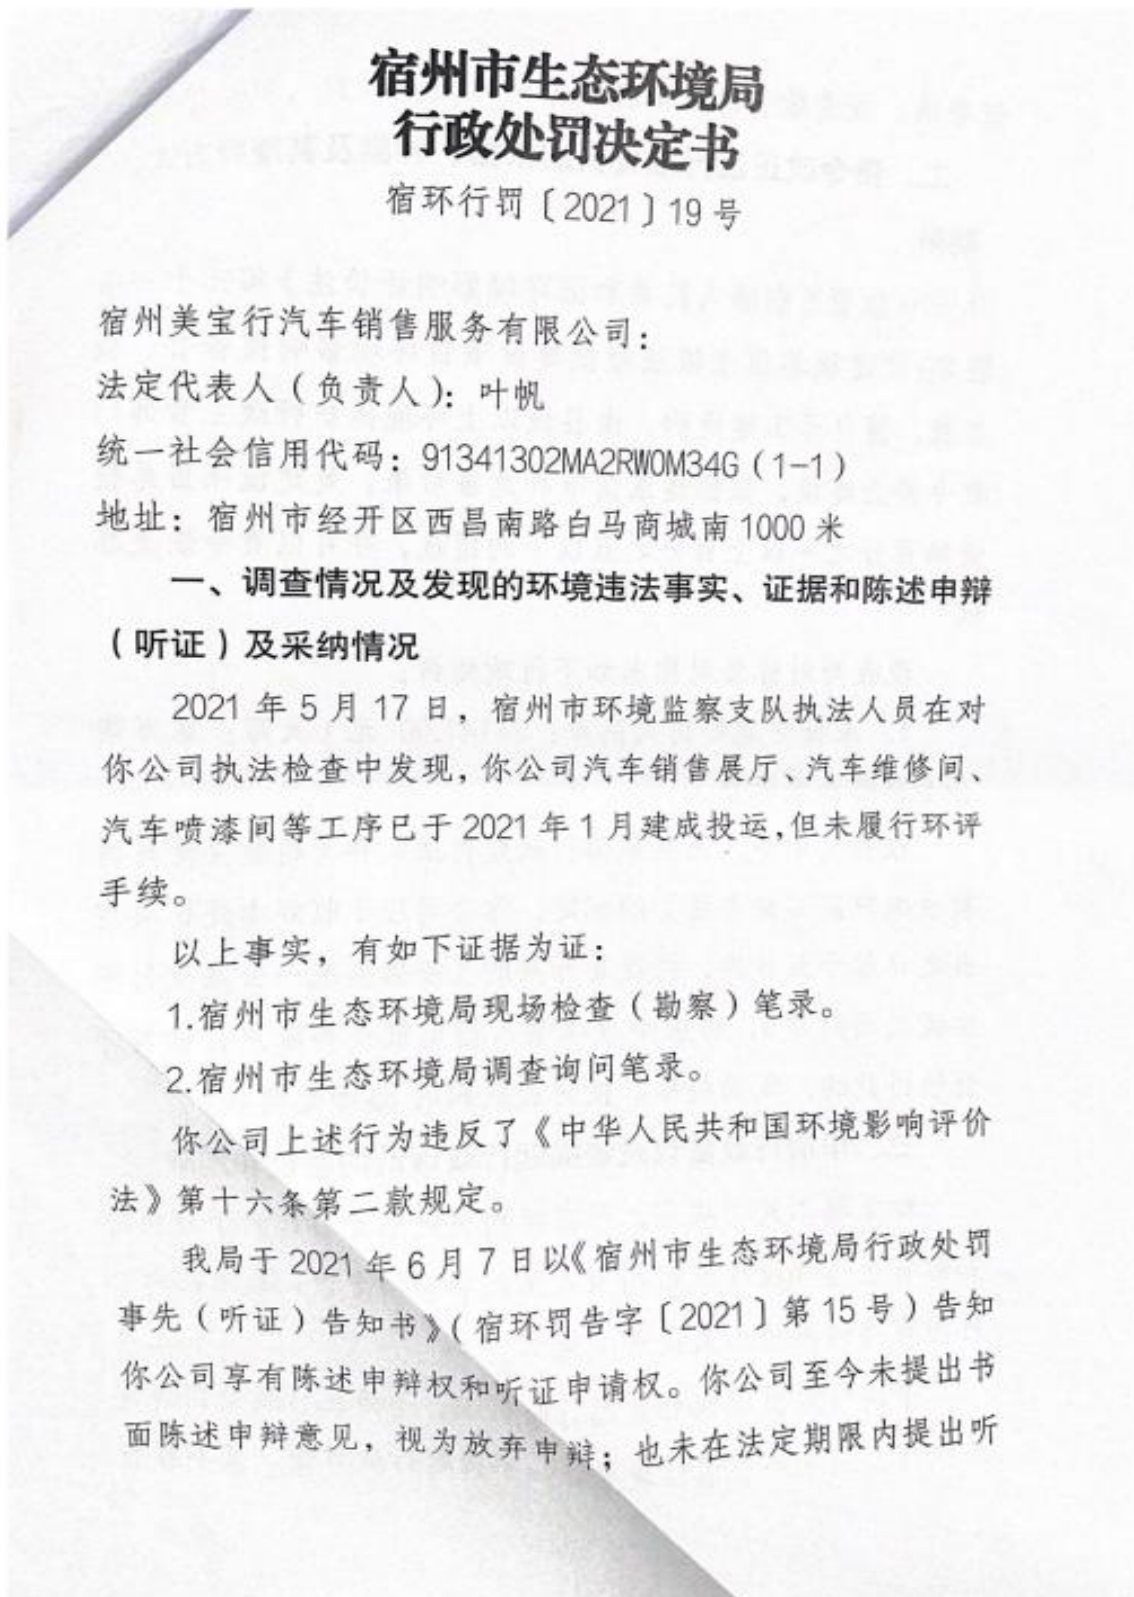 宿州市生态环境局
行政处罚决定书
宿环行罚〔2021〕19号
宿州美宝行汽车销售服务有限公司：
法定代表人（负责人）：叶帆
统一社会信用代码：91341302MA2RW0M34G（1-1）
地址：宿州市经开区西昌南路白马商城南1000米
一、调查情况及发现的环境违法事实、证据和陈述申辩
（听证）及采纳情况
2021年5月17日，宿州市环境监察支队执法人员在对
你公司执法检查中发现，你公司汽车销售展厅、汽车维修间、
汽车喷漆间等工序已于2021年1月建成投运，但未履行环评
手续。
以上事实，有如下证据为证：
1.宿州市生态环境局现场检查（勘察）笔录。
2.宿州市生态环境局调查询问笔录。
你公司上述行为违反了《中华人民共和国环境影响评价
法》第十六条第二款规定。
我局于2021年6月7日以《宿州市生态环境局行政处罚
事先（听证）告知书》（宿环罚告字〔2021〕第15号）告知
你公司享有陈述申辩权和听证申请权。你公司至今未提出书
面陈述申辩意见，视为放弃申辩；也未在法定期限内提出听